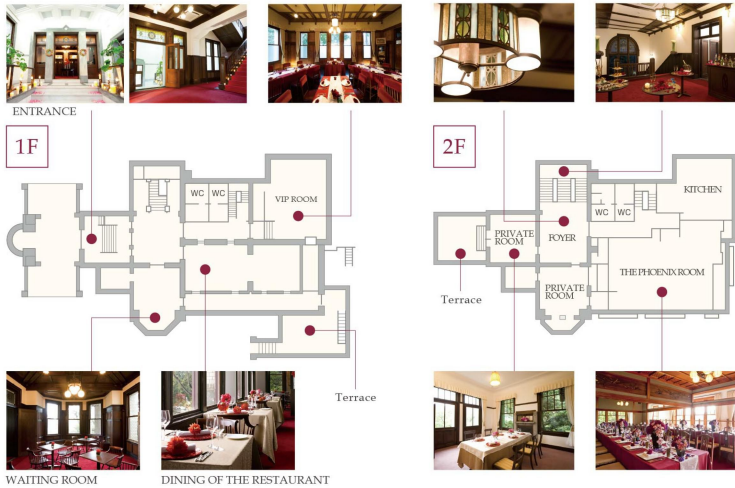 ENTRANCE
1F
WC
WC
VIP ROOM
Terrace
WAITING ROOM
DINING OF THE RESTAURANT
2F
KITCHEN
WC
WC
PRIVATE
ROOM
FOYER
THE PHOENIX ROOM
PRIVATE
ROOM
Terrace